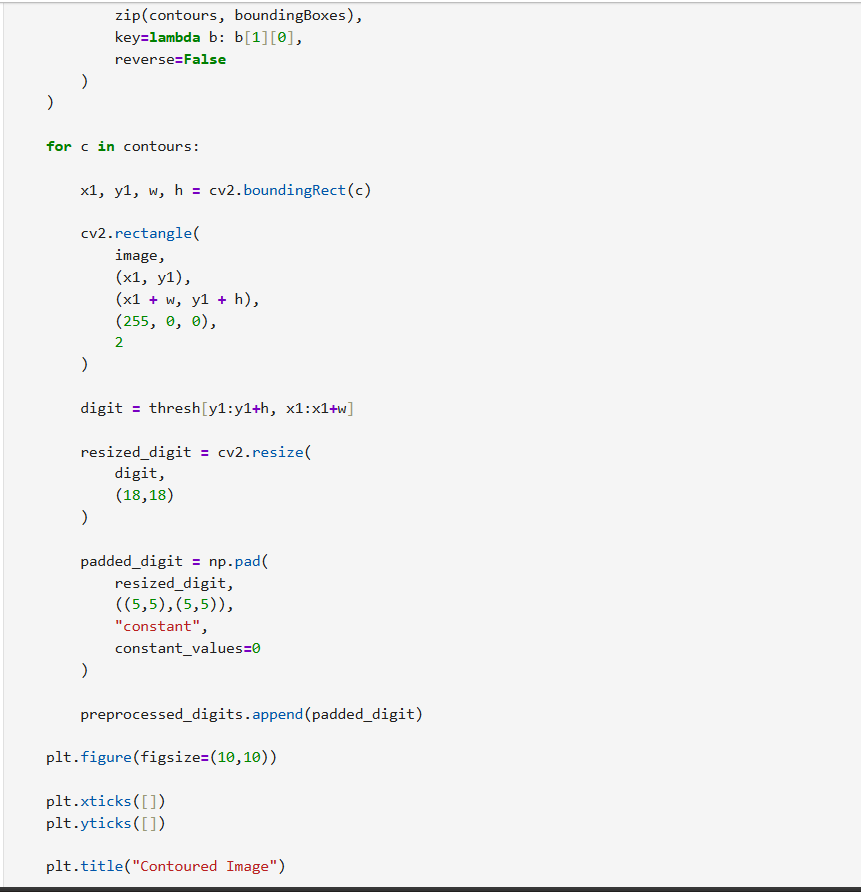 zip(contours, boundingBoxes),
key=lambda b: b[1][0],
reverse=False
)
)
for c in contours:
x1, y1, w, h = cv2.boundingRect(c)
cv2.rectangle(
image,
(x1, y1),
(x1 + w, y1 + h),
(255, 0, 0),
2
)
digit = thresh[y1:y1+h, x1:x1+w]
resized_digit = cv2.resize(
digit,
(18,18)
)
padded_digit = np.pad(
resized_digit,
((5,5),(5,5)),
"constant",
constant_values=0
)
preprocessed_digits.append(padded_digit)
plt.figure(figsize=(10,10))
plt.xticks([])
plt.yticks([])
plt.title("Contoured Image")